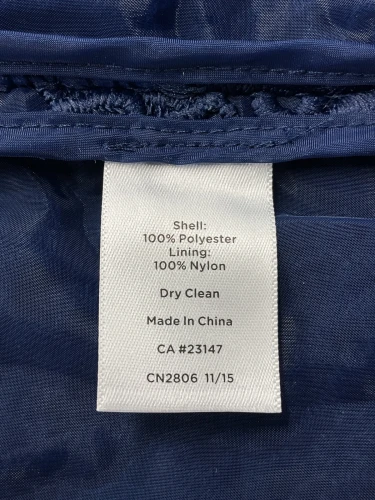 Shell:
100% Polyester
Lining:
100% Nylon
Dry Clean
Made In China
CA #23147
CN2806 11/15